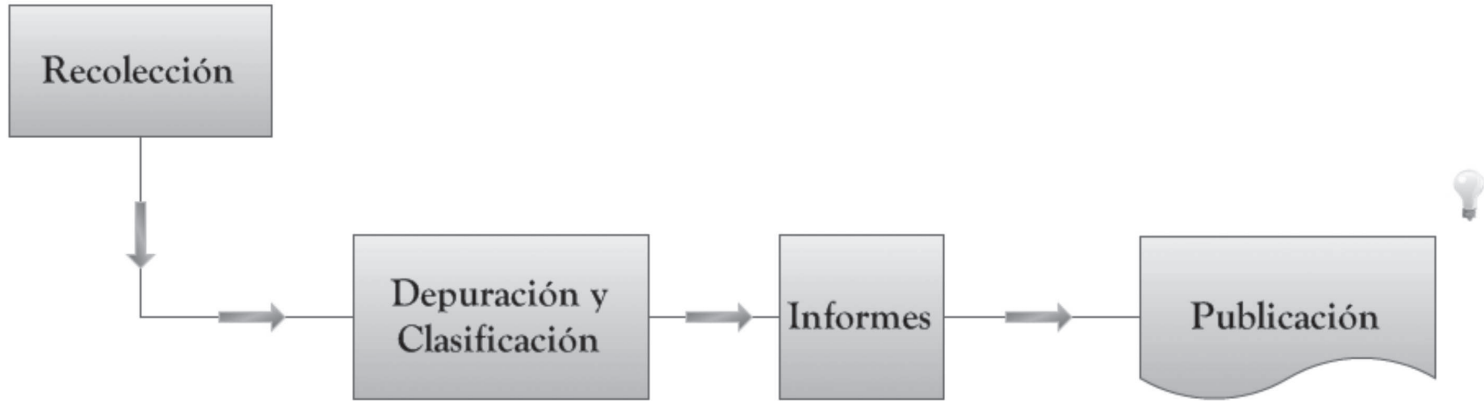 Recolección
Depuración y
Clasificación
Informes
Publicación